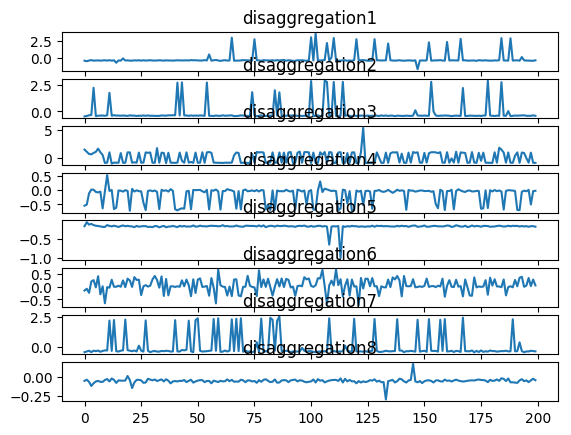 disaggregation1
2.5
0.0
disaggregation2
2.5
0.0
disaggregation3
5
0
disaggregation4
0.0
−0.5
disaggregation5
−0.5
−1.0
disaggregation6
0.5
0.0
−0.5
disaggregation7
2.5
0.0
disaggregation8
0.00
−0.25
0 25 50 75 100 125 150 175 200